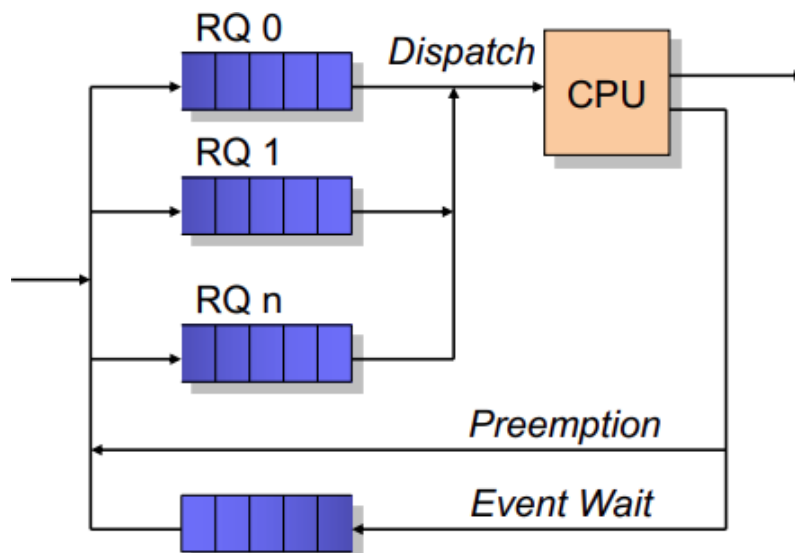 RQ 0
Dispatch
CPU
RQ 1
RQ n
Preemption
Event Wait